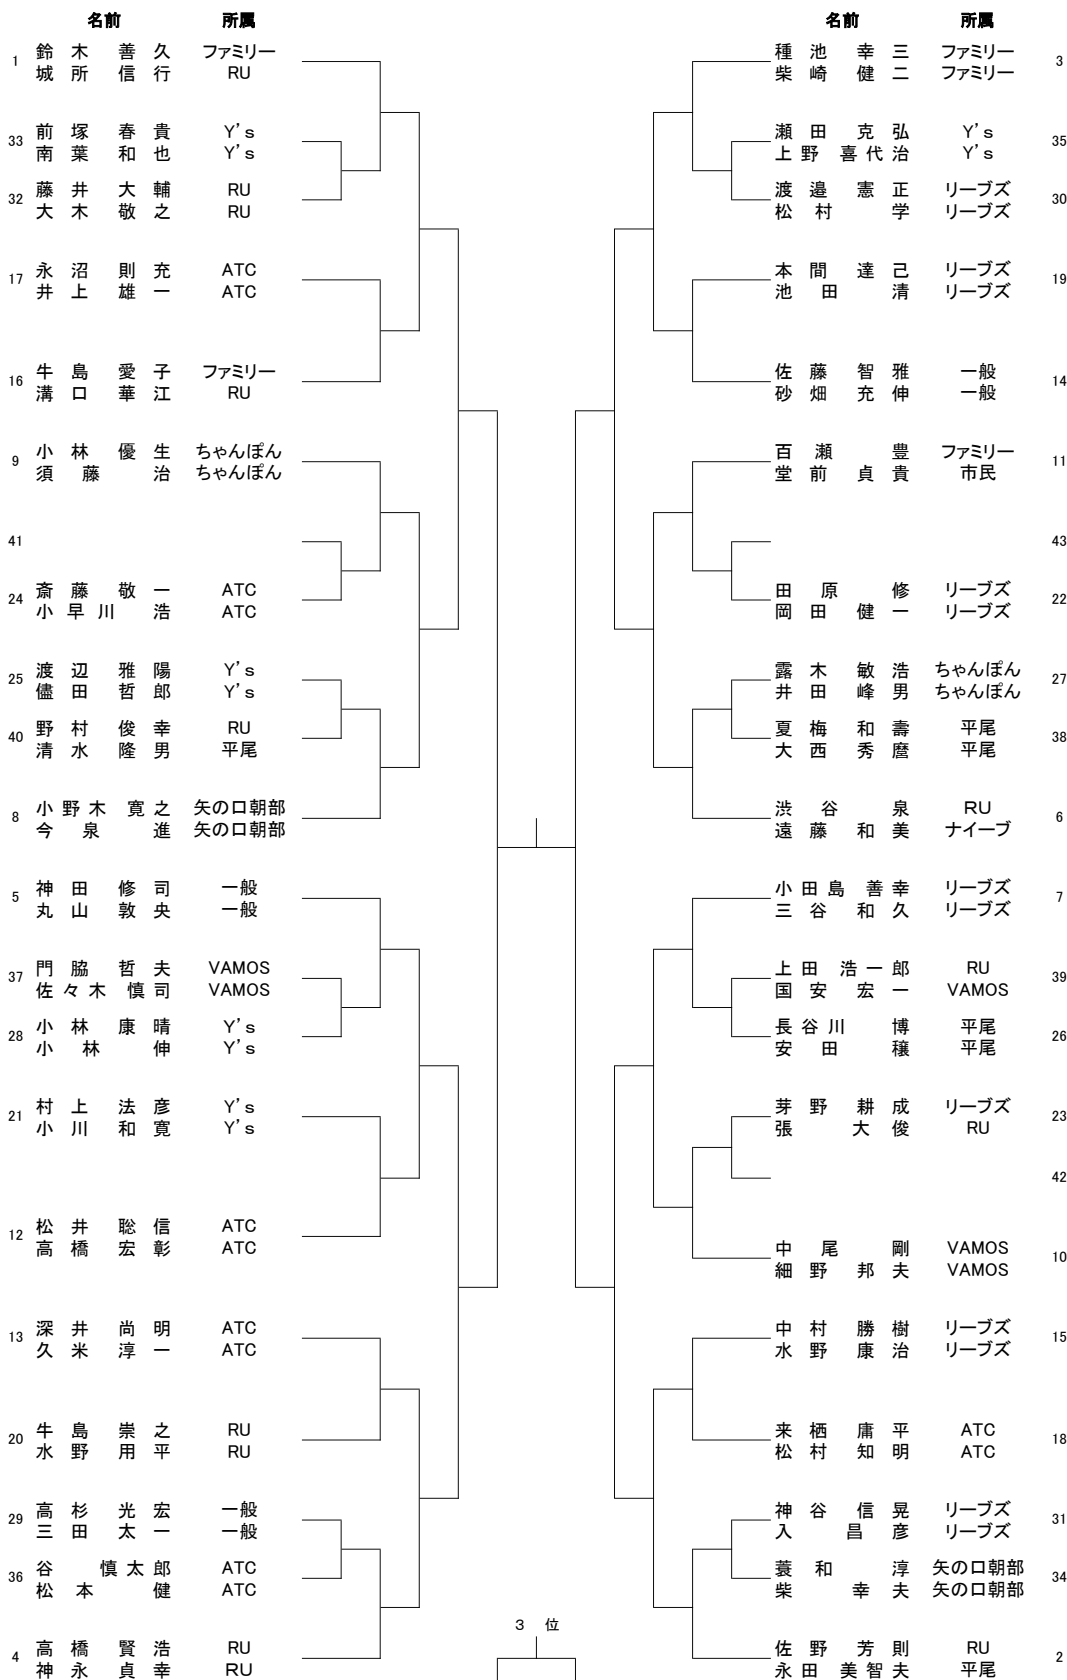 名前 所属
1 鈴木善久 ファミリー
城所信行 RU
33 前塚春貴 Y's
南葉和也 Y's
32 藤井大輔 RU
大木敬之 RU
17 永沼則充 ATC
井上雄一 ATC
16 牛島愛子 ファミリー
溝口華江 RU
9 小林優生 ちゃんぽん
須藤治 ちゃんぽん
41
24 斎藤敬一 ATC
小早川浩 ATC
25 渡辺雅陽 Y's
儘田哲郎 Y's
40 野村俊幸 RU
清水隆男 平尾
8 小野木寛之 矢の口朝部
今泉進 矢の口朝部
5 神田修司 一般
丸山敦央 一般
37 門脇哲夫 VAMOS
佐々木慎司 VAMOS
28 小林康晴 Y's
小林伸 Y's
21 村上法彦 Y's
小川和寛 Y's
12 松井聡信 ATC
高橋宏彰 ATC
13 深井尚明 ATC
久米淳一 ATC
20 牛島崇之 RU
水野用平 RU
29 高杉光宏 一般
三田太一 一般
36 谷慎太郎 ATC
松本健 ATC
4 高橋賢浩 RU
神永貞幸 RU
3 位
名前 所属
種池幸三 ファミリー 3
柴崎健二 ファミリー
瀬田克弘 Y's 35
上野喜代治 Y's
渡邉憲正 リーブズ 30
松村学 リーブズ
本間達己 リーブズ 19
池田清 リーブズ
佐藤智雅 一般 14
砂畑充伸 一般
百瀬豊 ファミリー 11
堂前貞貴 市民
43
田原修 リーブズ 22
岡田健一 リーブズ
露木敏浩 ちゃんぽん 27
井田峰男 ちゃんぽん
夏梅和壽 平尾 38
大西秀麿 平尾
渋谷泉 RU 6
遠藤和美 ナイーブ
小田島善幸 リーブズ 7
三谷和久 リーブズ
上田浩一郎 RU 39
国安宏一 VAMOS
長谷川博 平尾 26
安田穣 平尾
芽野耕成 リーブズ 23
張大俊 RU
42
中尾剛 VAMOS 10
細野邦夫 VAMOS
中村勝樹 リーブズ 15
水野康治 リーブズ
来栖庸平 ATC 18
松村知明 ATC
神谷信晃 リーブズ 31
入昌彦 リーブズ
蓑和淳 矢の口朝部 34
柴幸夫 矢の口朝部
佐野芳則 RU 2
永田美智夫 平尾